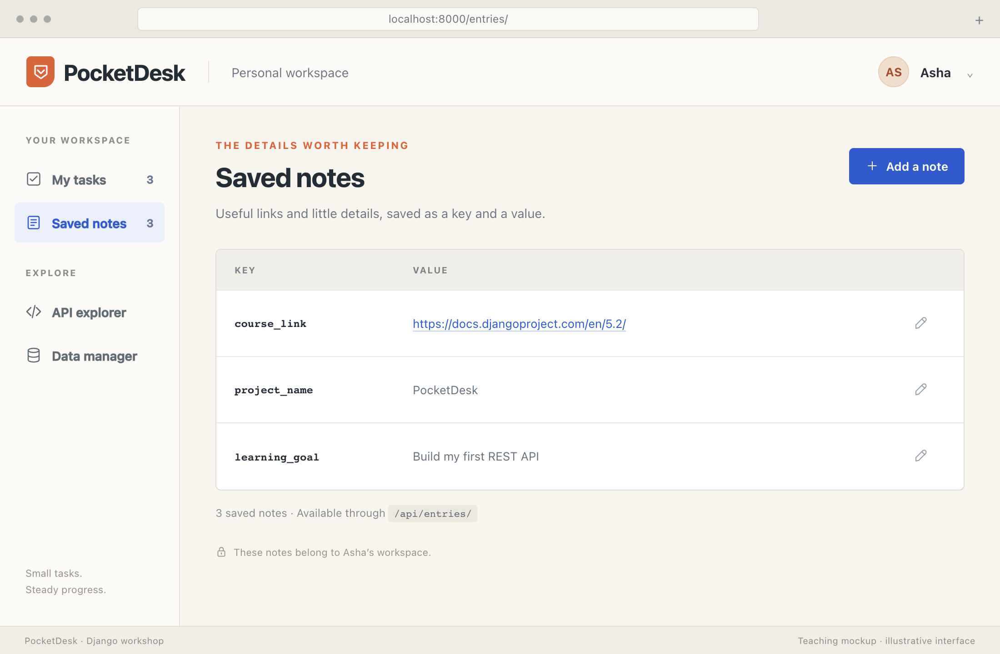 localhost:8000/entries/
+
PocketDesk
Personal workspace
AS
Asha
YOUR WORKSPACE
My tasks 3
Saved notes 3
EXPLORE
API explorer
Data manager
Small tasks.
Steady progress.
THE DETAILS WORTH KEEPING
Saved notes
+ Add a note
Useful links and little details, saved as a key and a value.
KEY VALUE
course_link https://docs.djangoproject.com/en/5.2/
project_name PocketDesk
learning_goal Build my first REST API
3 saved notes · Available through /api/entries/
These notes belong to Asha’s workspace.
PocketDesk · Django workshop
Teaching mockup · illustrative interface